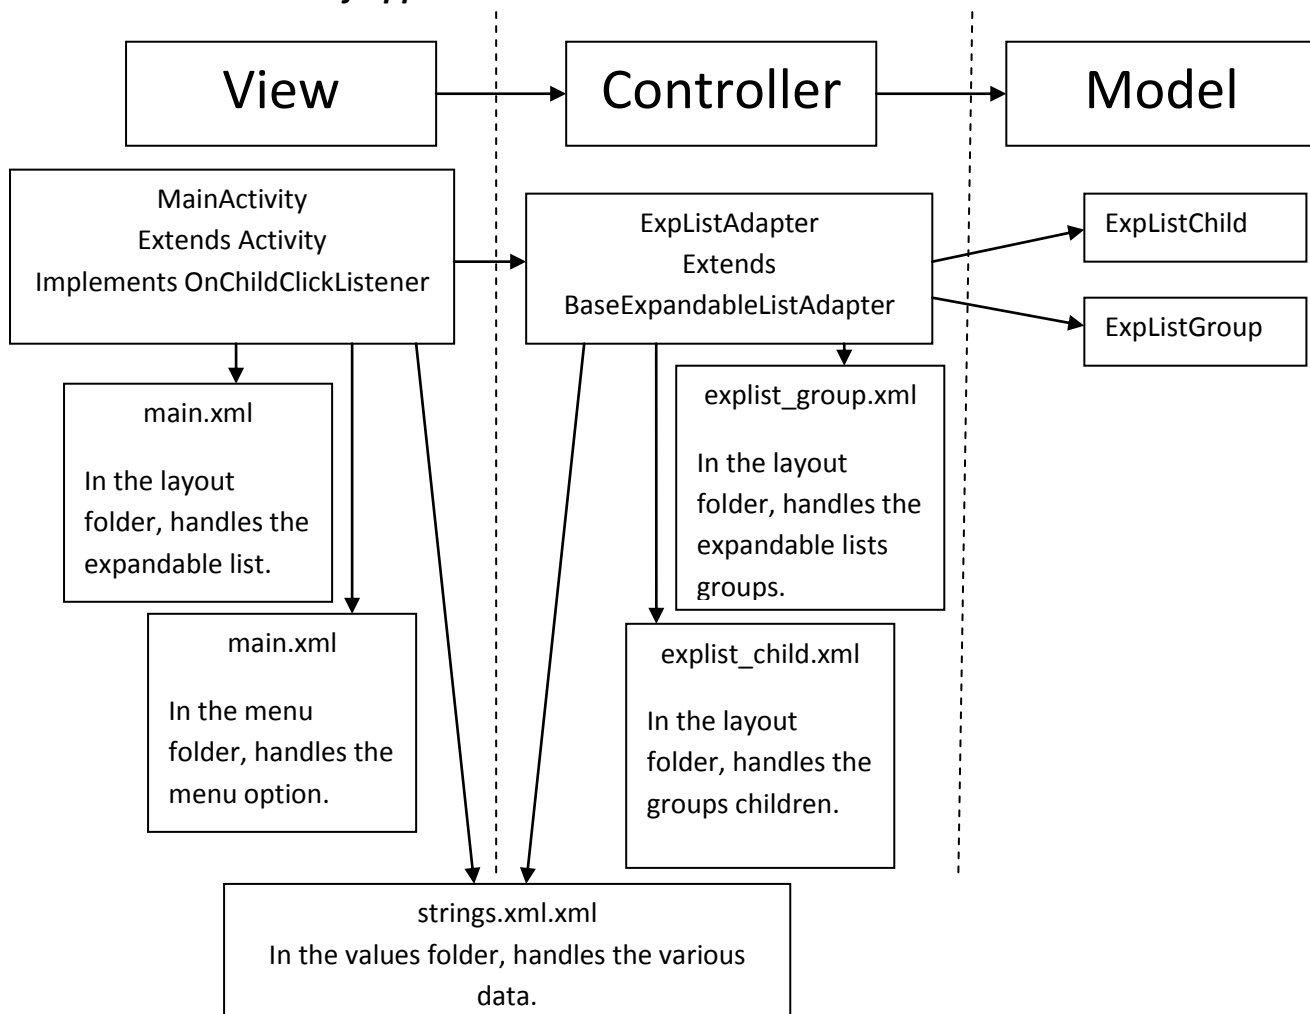 View
Controller
Model
MainActivity
Extends Activity
Implements OnChildClickListener
ExpListAdapter
Extends
BaseExpandableListAdapter
ExpListChild
ExpListGroup
main.xml
In the layout
folder, handles the
expandable list.
explist_group.xml
In the layout
folder, handles the
expandable lists
groups.
main.xml
In the menu
folder, handles the
menu option.
explist_child.xml
In the layout
folder, handles the
groups children.
strings.xml.xml
In the values folder, handles the various
data.